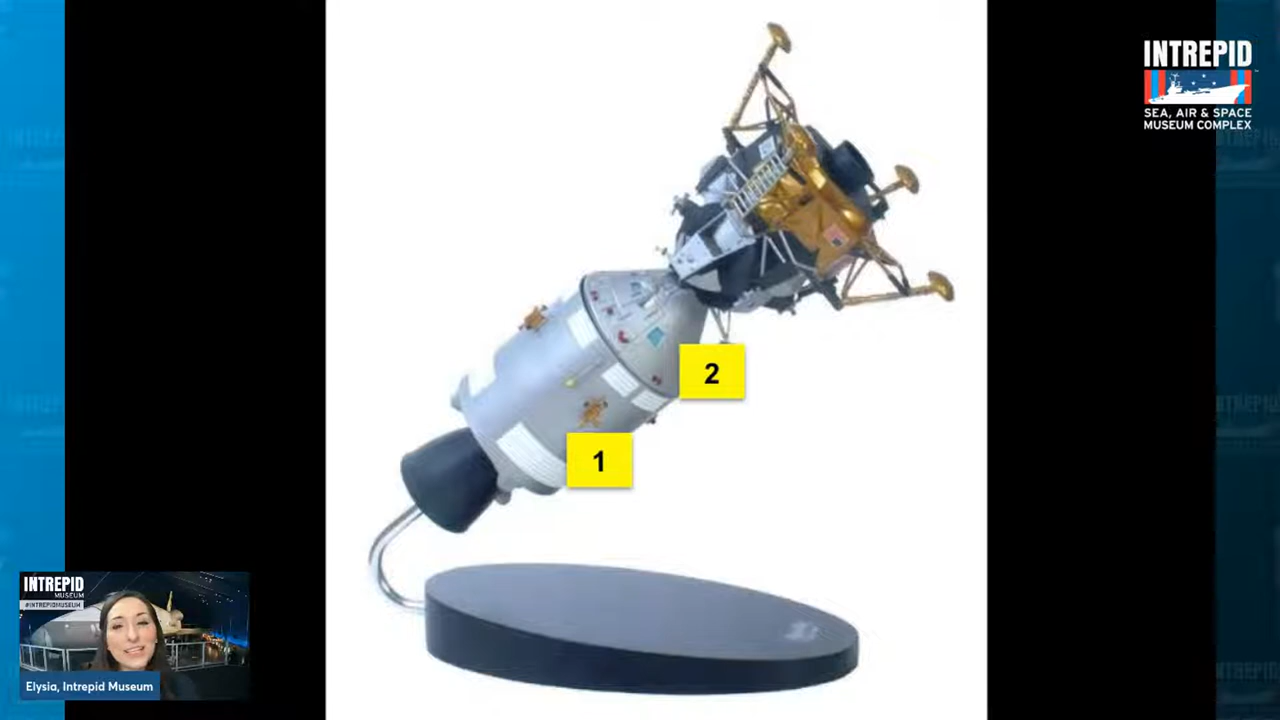 INTREPID
SEA, AIR & SPACE
MUSEUM COMPLEX
2
1
INTREPID
MUSEUM
#INTREPIDMUSEUM
Elysia, Intrepid Museum